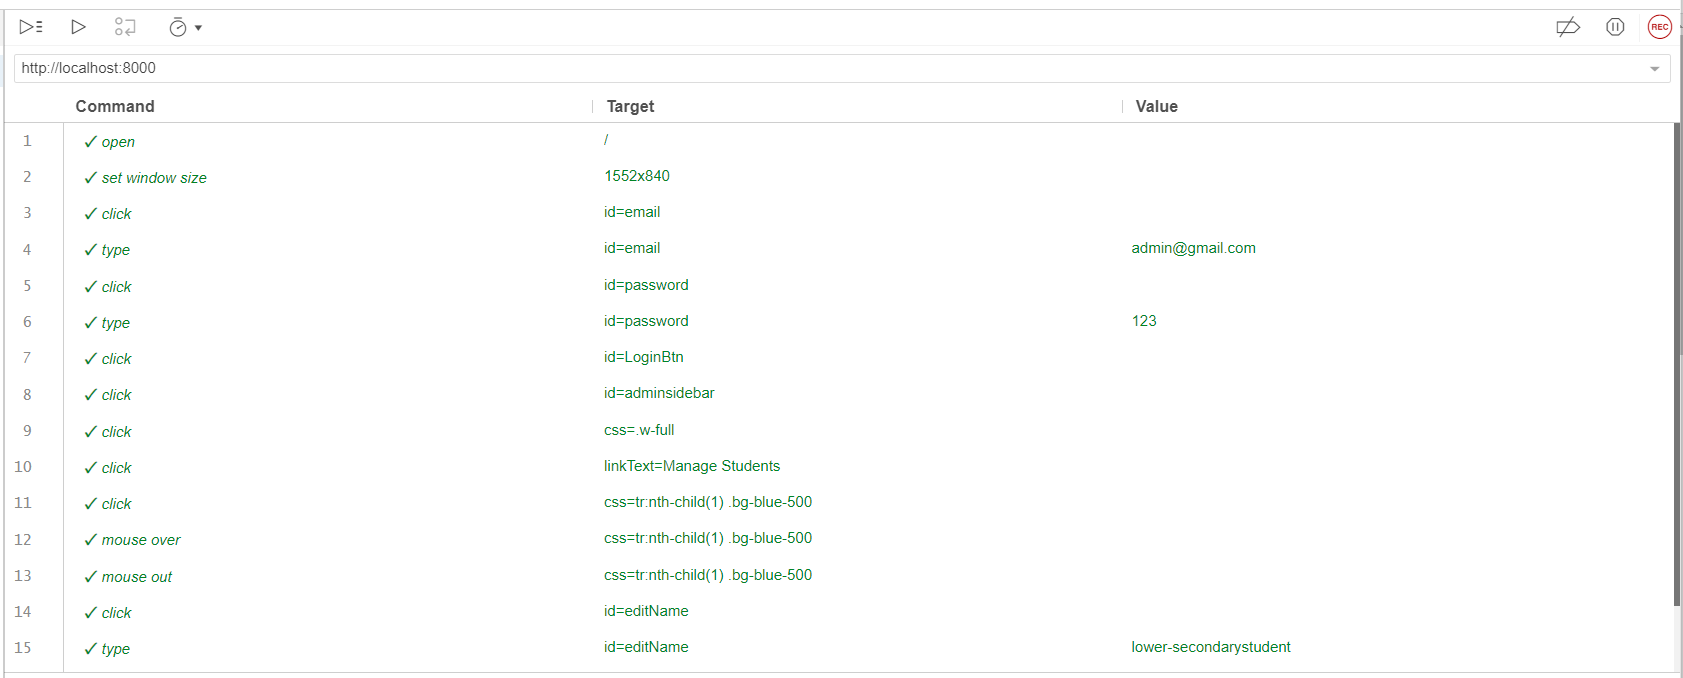 REC
http://localhost:8000
Command Target Value
1 ✓ open /
2 ✓ set window size 1552x840
3 ✓ click id=email
4 ✓ type id=email admin@gmail.com
5 ✓ click id=password
6 ✓ type id=password 123
7 ✓ click id=LoginBtn
8 ✓ click id=adminsidebar
9 ✓ click css=.w-full
10 ✓ click linkText=Manage Students
11 ✓ click css=tr:nth-child(1) .bg-blue-500
12 ✓ mouse over css=tr:nth-child(1) .bg-blue-500
13 ✓ mouse out css=tr:nth-child(1) .bg-blue-500
14 ✓ click id=editName
15 ✓ type id=editName lower-secondarystudent